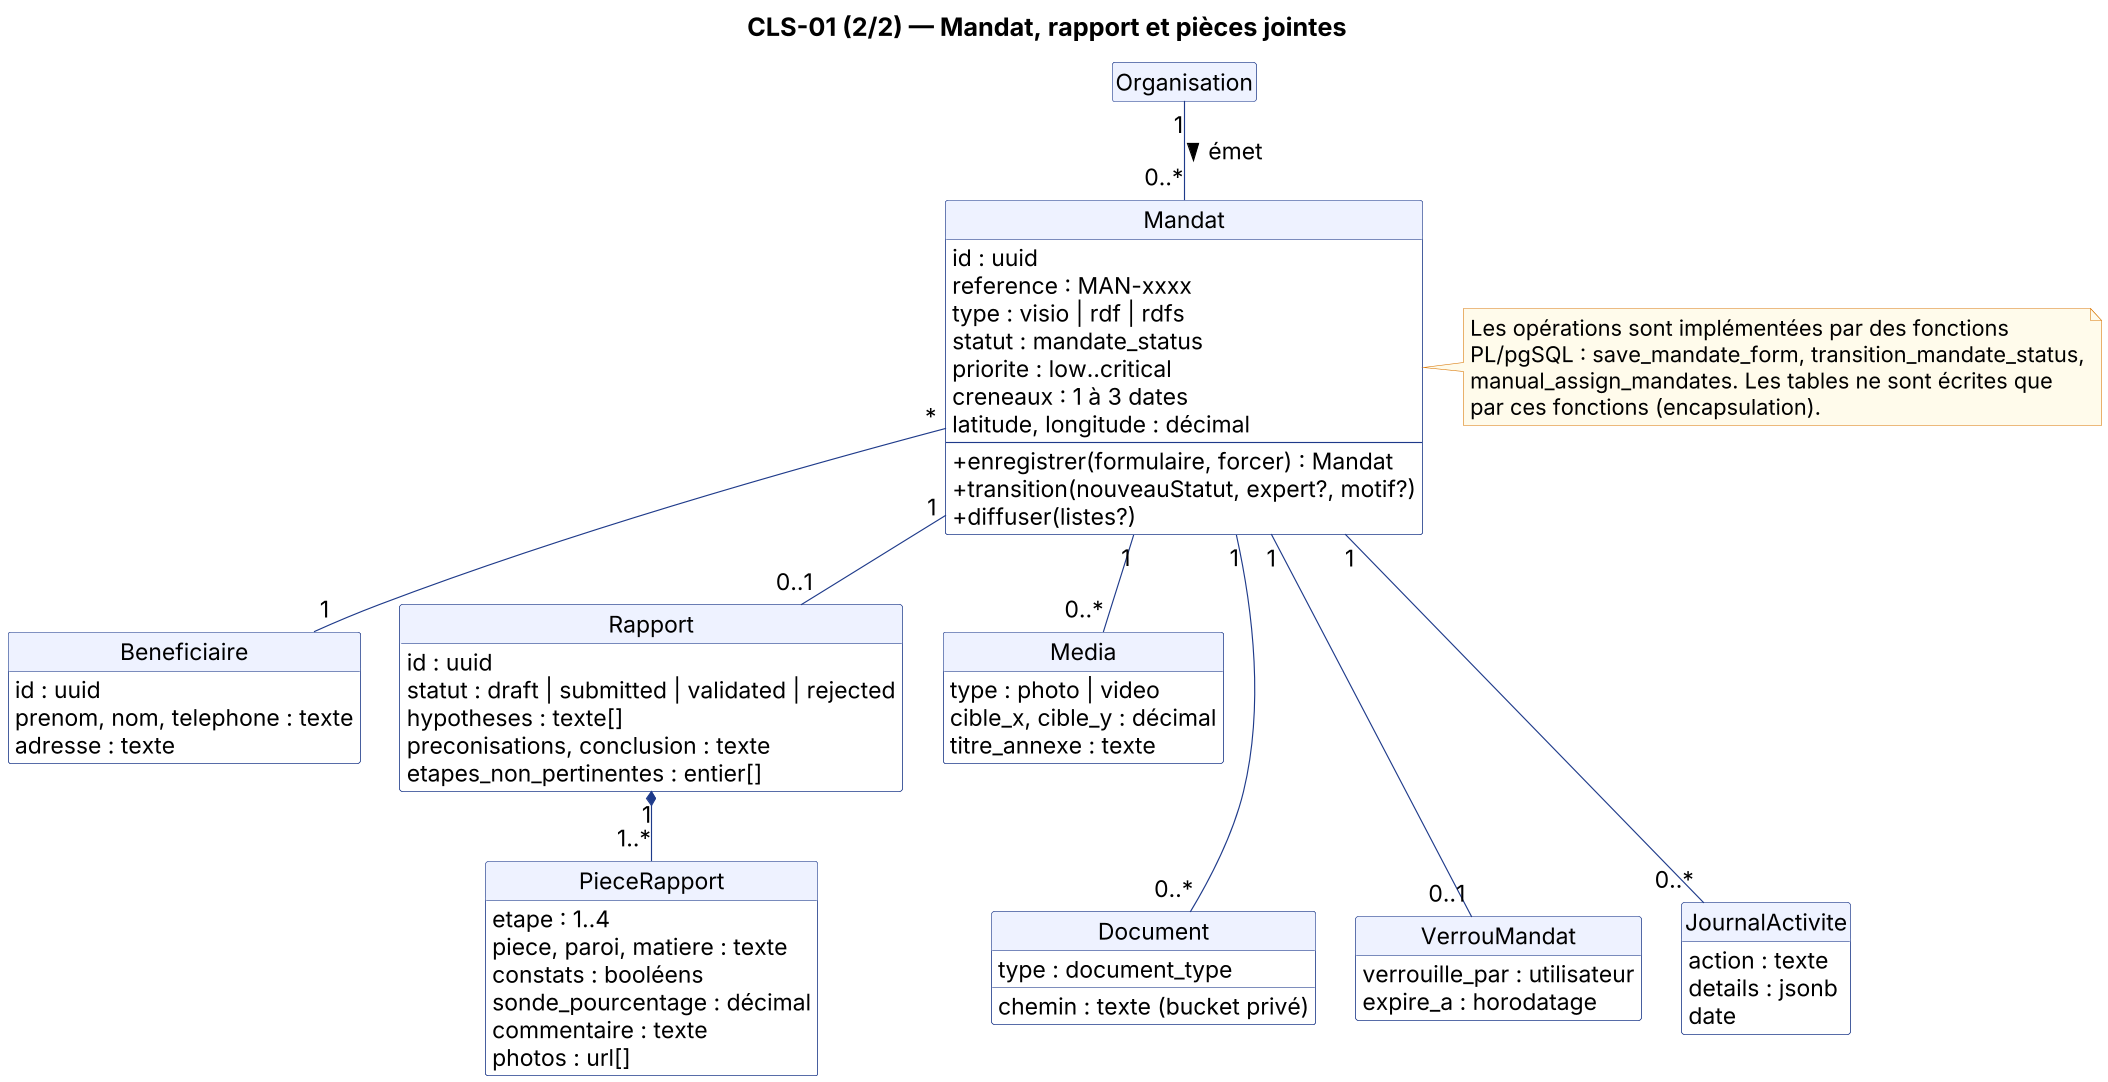 CLS-01 (2/2) — Mandat, rapport et pièces jointes
Organisation
1
émet
0..*
Mandat
id : uuid
reference : MAN-xxxx
type : visio | rdf | rdfs
statut : mandate_status
priorite : low..critical
creneaux : 1 à 3 dates
latitude, longitude : décimal
+enregistrer(formulaire, forcer) : Mandat
+transition(nouveauStatut, expert?, motif?)
+diffuser(listes?)
Les opérations sont implémentées par des fonctions
PL/pgSQL : save_mandate_form, transition_mandate_status,
manual_assign_mandates. Les tables ne sont écrites que
par ces fonctions (encapsulation).
*
1
1
0..1
1
0..*
1
0..*
1
0..1
1
0..*
Beneficiaire
id : uuid
prenom, nom, telephone : texte
adresse : texte
Rapport
id : uuid
statut : draft | submitted | validated | rejected
hypotheses : texte[]
preconisations, conclusion : texte
etapes_non_pertinentes : entier[]
Media
type : photo | video
cible_x, cible_y : décimal
titre_annexe : texte
1
1..*
PieceRapport
etape : 1..4
piece, paroi, matiere : texte
constats : booléens
sonde_pourcentage : décimal
commentaire : texte
photos : url[]
Document
type : document_type
chemin : texte (bucket privé)
VerrouMandat
verrouille_par : utilisateur
expire_a : horodatage
JournalActivite
action : texte
details : jsonb
date